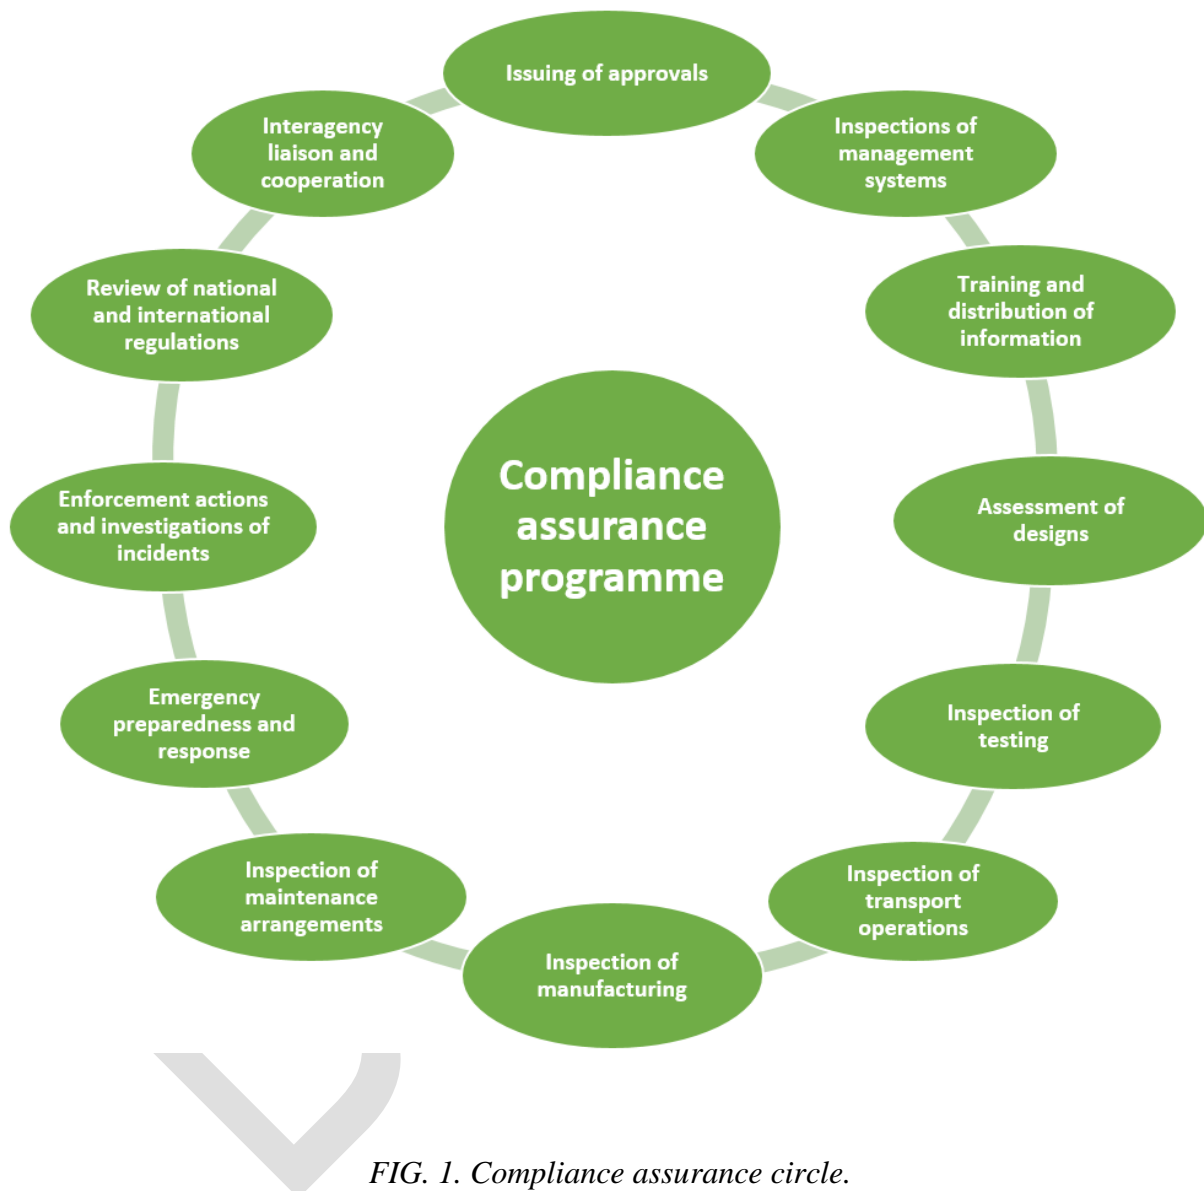 Issuing of approvals
Inspections of
management
systems
Training and
distribution of
information
Assessment of
designs
Inspection of
testing
Inspection of
transport
operations
Inspection of
manufacturing
Inspection of
maintenance
arrangements
Emergency
preparedness and
response
Enforcement actions
and investigations of
incidents
Review of national
and international
regulations
Interagency
liaison and
cooperation
Compliance
assurance
programme
FIG. 1. Compliance assurance circle.